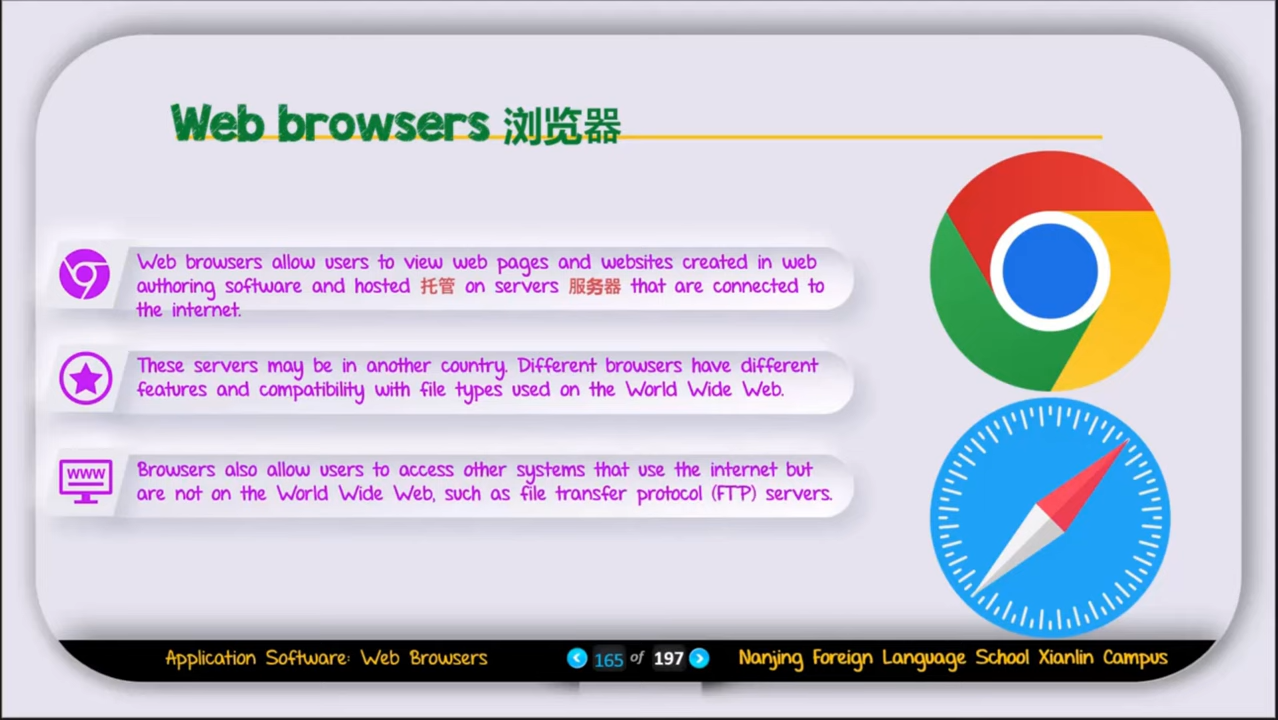 Web browsers 浏览器
Web browsers allow users to view web pages and websites created in web
authoring software and hosted 托管 on servers 服务器 that are connected to
the internet.
These servers may be in another country. Different browsers have different
features and compatibility with file types used on the World Wide Web.
WWW
Browsers also allow users to access other systems that use the internet but
are not on the World Wide Web, such as file transfer protocol (FTP) servers.
Application Software: Web Browsers
165 of 197
Nanjing Foreign Language School Xianlin Campus